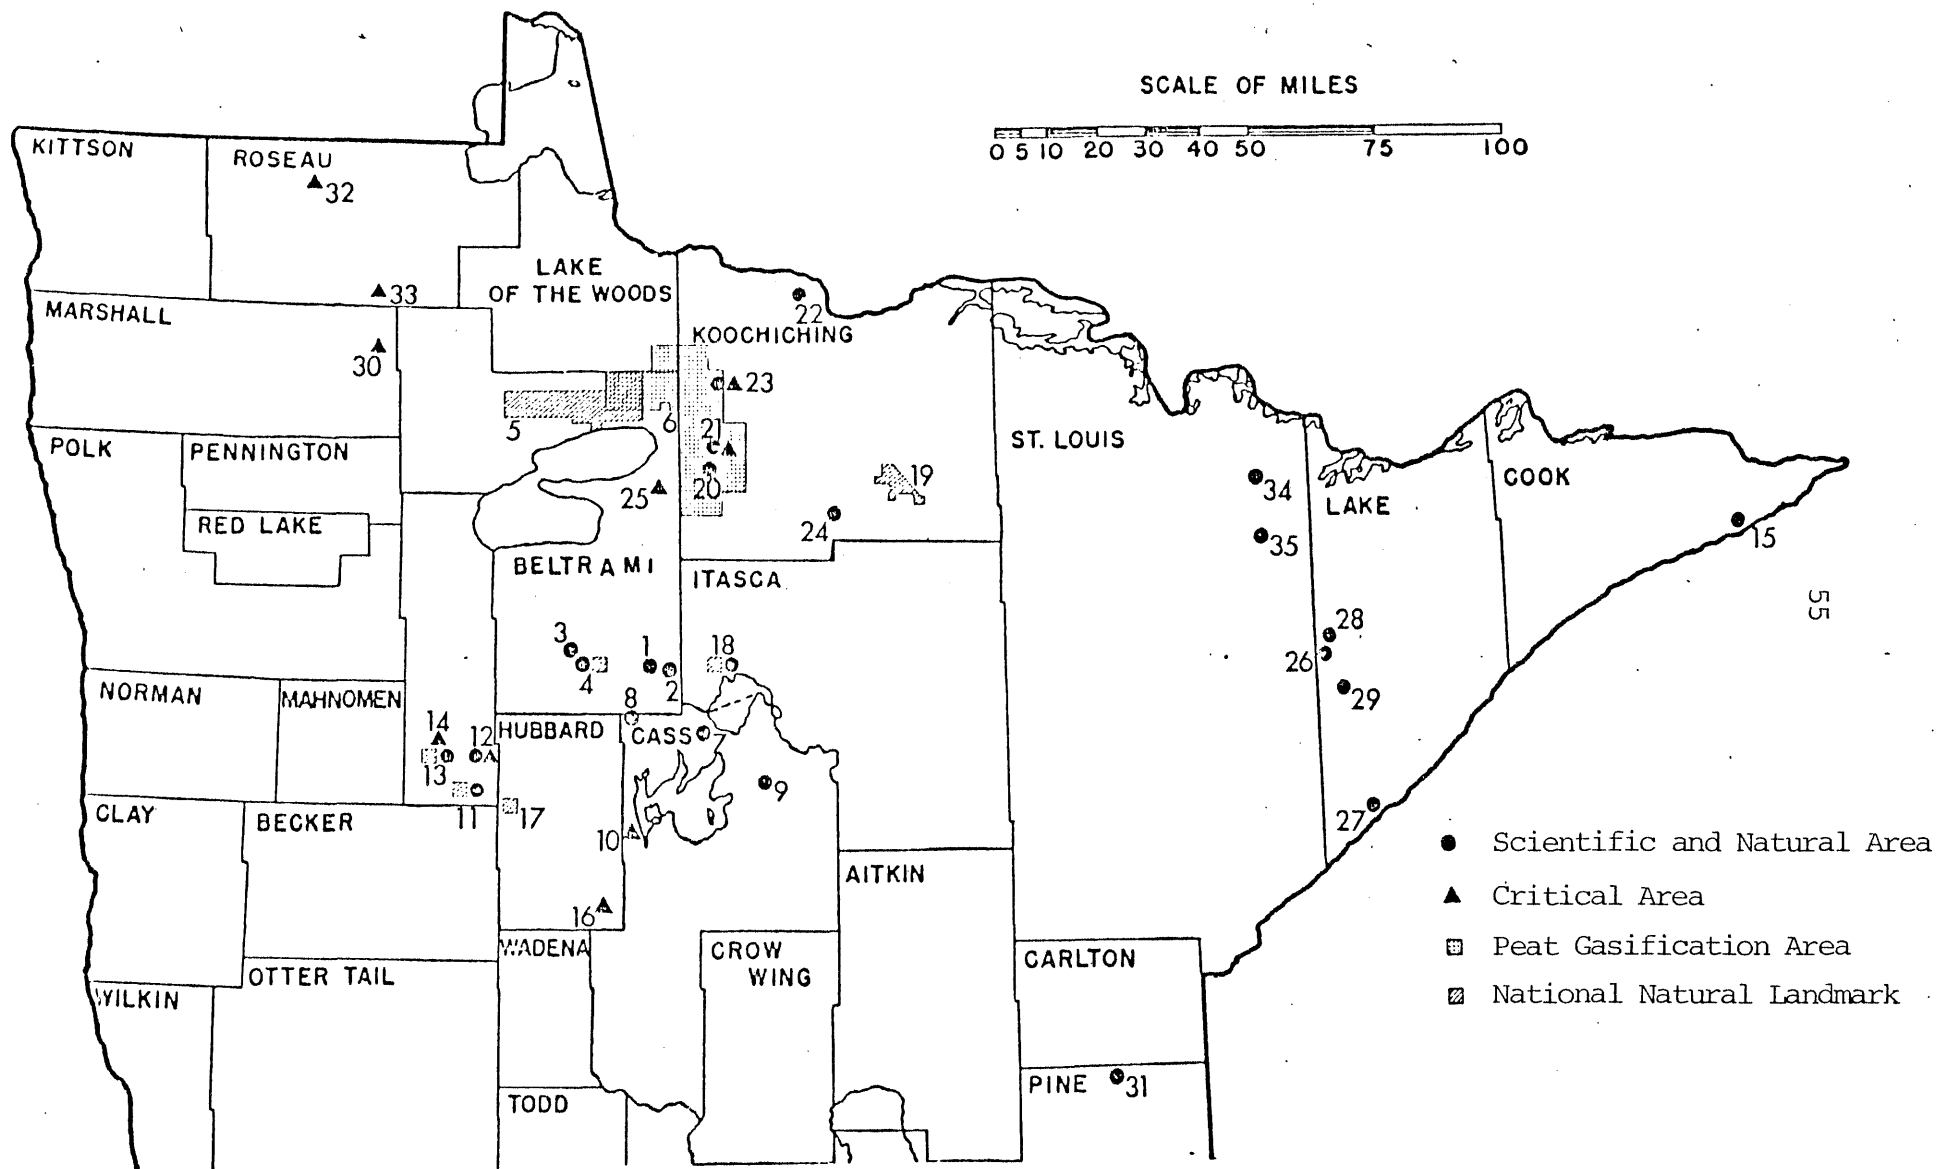 SCALE OF MILES
0 5 10 20 30 40 50 75 100
KITTSON
ROSEAU
32
LAKE
OF THE WOODS
33
22
MARSHALL
KOOCHICHING
30
23
5
6
21
ST. LOUIS
POLK
PENNINGTON
19
COOK
20
25
34
LAKE
RED LAKE
24
35
15
BELTRAMI
ITASCA
55
3
1
18
28
26
4
2
NORMAN
MAHNOMEN
29
8
14
12
HUBBARD
CASS
13
9
CLAY
BECKER
11
17
27
10
Scientific and Natural Area
AITKIN
Critical Area
16
WADENA
CROW
WING
Peat Gasification Area
CARLTON
OTTER TAIL
National Natural Landmark
WILKIN
PINE
31
TODD